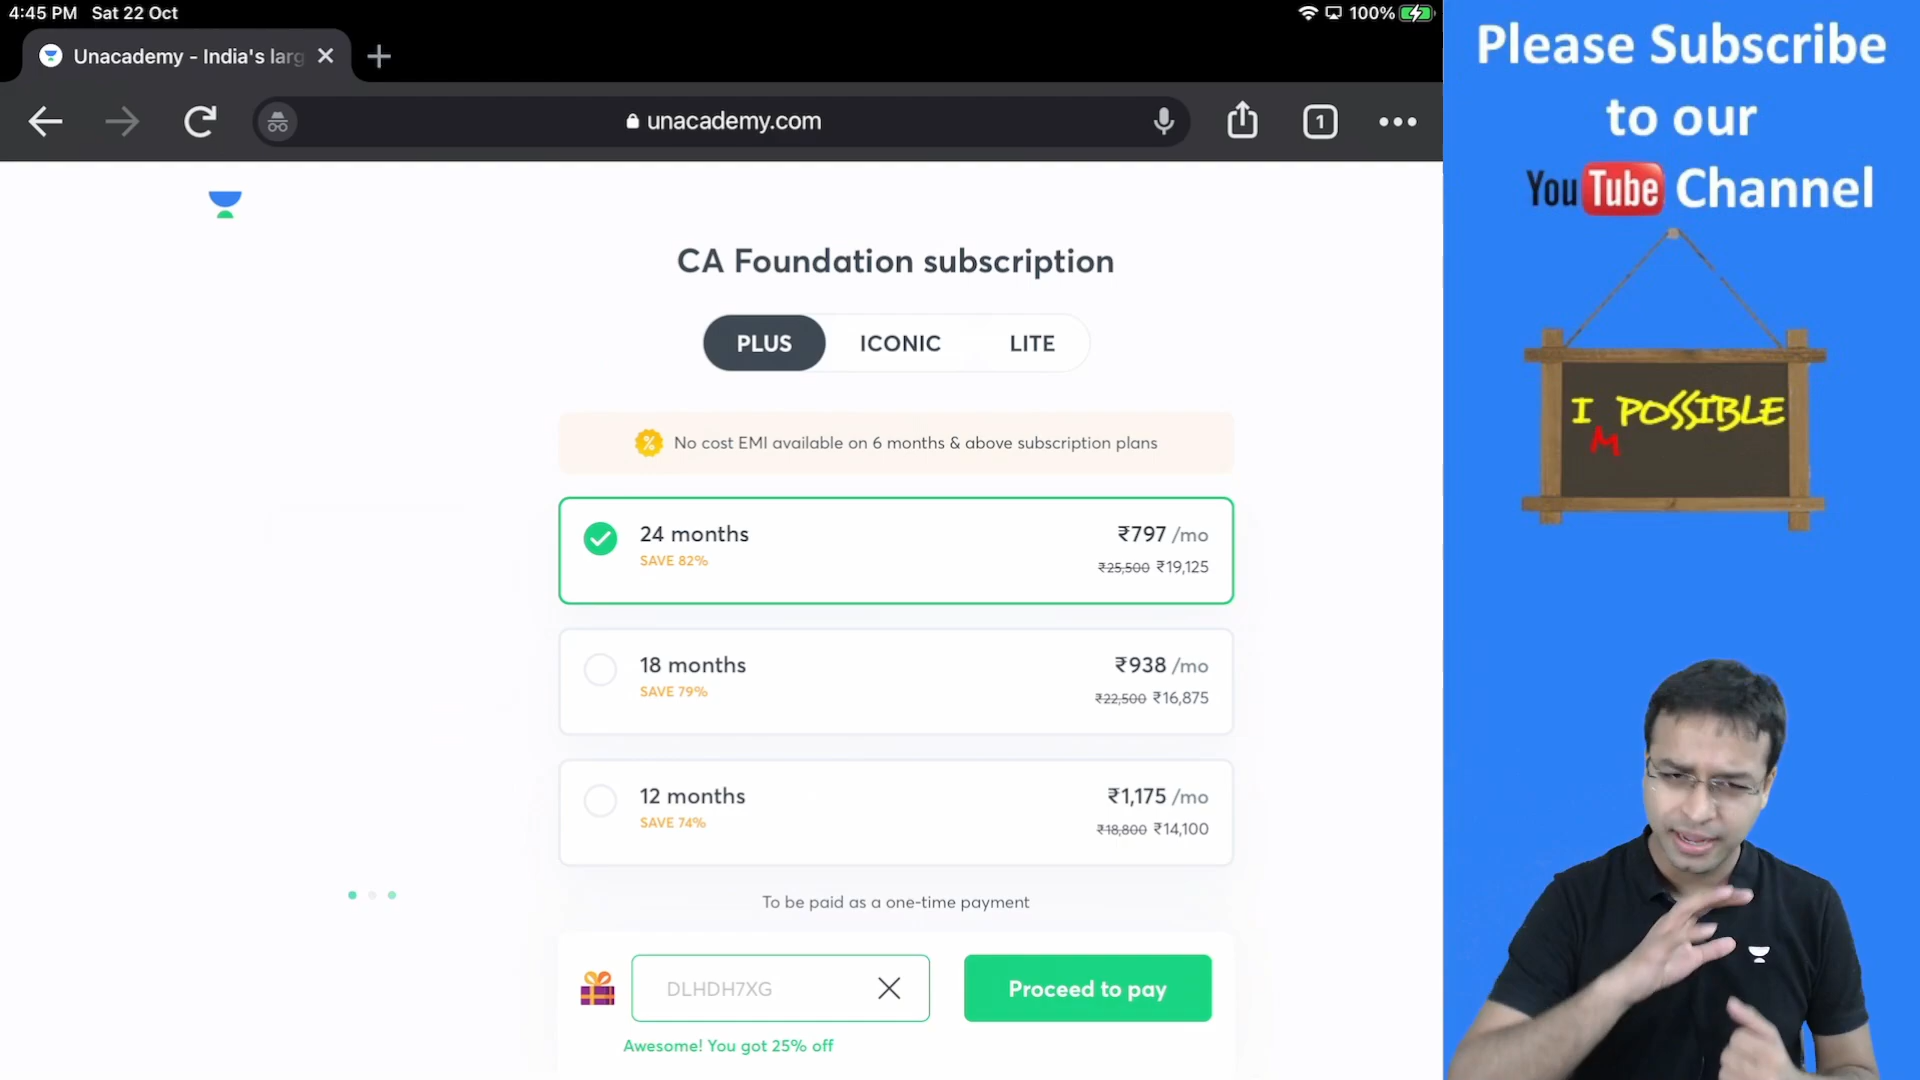 4:45 PM Sat 22 Oct
100%
Unacademy - India's larg
unacademy.com
1
CA Foundation subscription
PLUS ICONIC LITE
No cost EMI available on 6 months & above subscription plans
24 months ₹797 /mo
SAVE 82% ₹25,500 ₹19,125
18 months ₹938 /mo
SAVE 79% ₹22,500 ₹16,875
12 months ₹1,175 /mo
SAVE 74% ₹18,800 ₹14,100
To be paid as a one-time payment
DLHDH7XG
Proceed to pay
Awesome! You got 25% off
Please Subscribe
to our
YouTube Channel
I POSSIBLE
M